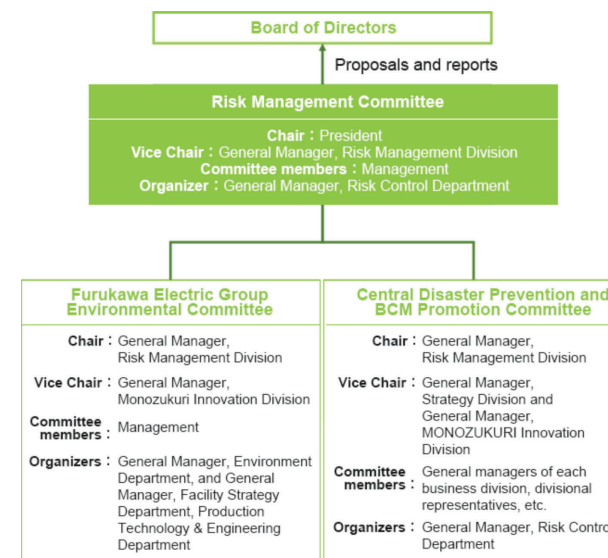 Board of Directors
Proposals and reports
Risk Management Committee
Chair : President
Vice Chair : General Manager, Risk Management Division
Committee members : Management
Organizer : General Manager, Risk Control Department
Furukawa Electric Group
Environmental Committee
Chair : General Manager,
Risk Management Division
Vice Chair : General Manager,
Monozukuri Innovation Division
Committee
members : Management
Organizers : General Manager, Environment
Department, and General
Manager, Facility Strategy
Department, Production
Technology & Engineering
Department
Central Disaster Prevention and
BCM Promotion Committee
Chair : General Manager,
Risk Management Division
Vice Chair : General Manager,
Strategy Division and
General Manager,
MONOZUKURI Innovation
Division
Committee
members : General managers of each
business division, divisional
representatives, etc.
Organizers : General Manager, Risk Control
Department